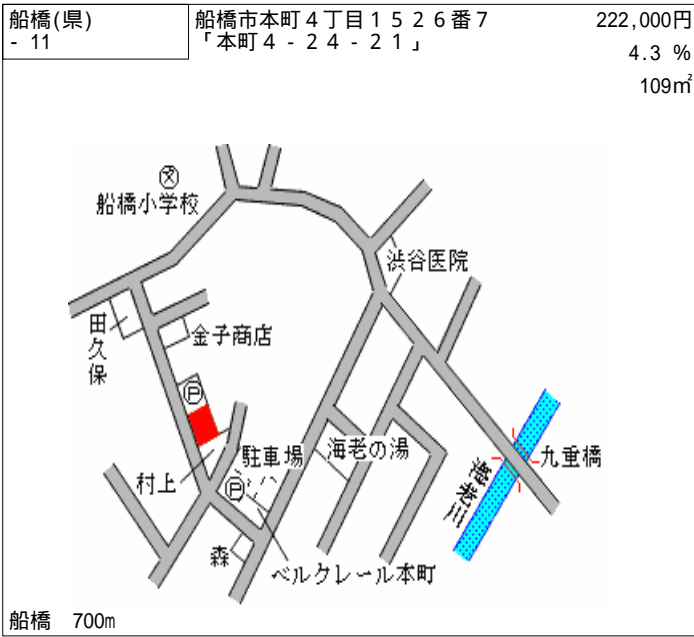 船橋(県)
- 11
船橋市本町４丁目１５２６番７
「本町４‐２４‐２１」
222,000円
4.3 %
109㎡
文
船橋小学校
渋谷医院
田久保
金子商店
P
村上
駐車場
P
海老の湯
九重橋
海老川
森
ベルクレール本町
船橋 700m